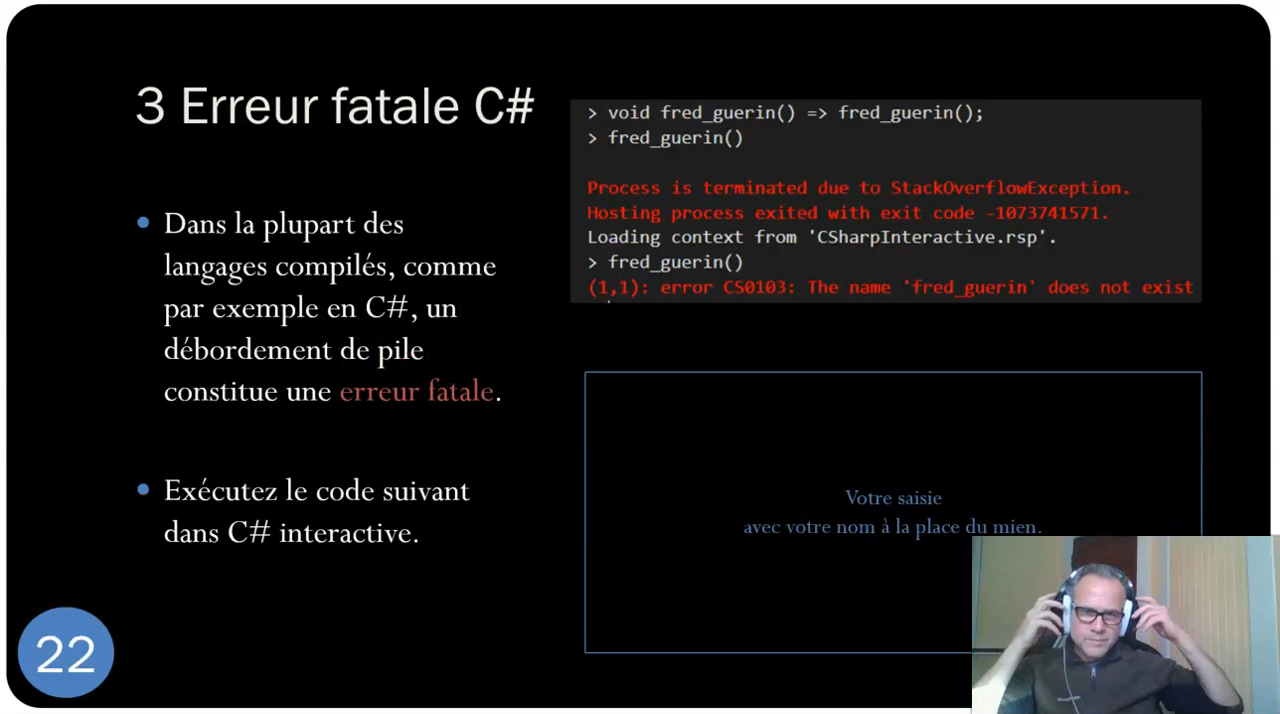 3 Erreur fatale C#
Dans la plupart des
langages compilés, comme
par exemple en C#, un
débordement de pile
constitue une erreur fatale.
Exécutez le code suivant
dans C# interactive.
> void fred_guerin() => fred_guerin();
> fred_guerin()
Process is terminated due to StackOverflowException.
Hosting process exited with exit code -1073741571.
Loading context from 'CSharpInteractive.rsp'.
> fred_guerin()
(1,1): error CS0103: The name 'fred_guerin' does not exist
Votre saisie
avec votre nom à la place du mien.
22